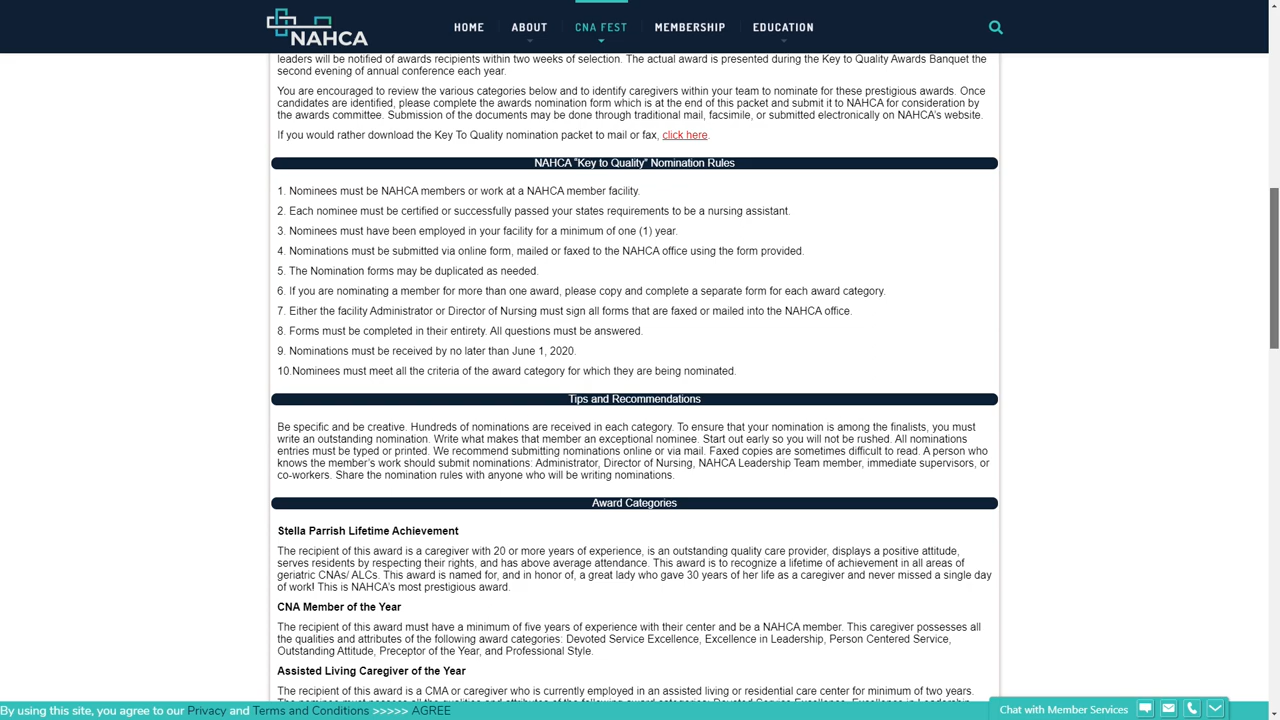 NAHCA
HOME
ABOUT
CNA FEST
MEMBERSHIP
EDUCATION
leaders will be notified of awards recipients within two weeks of selection. The actual award is presented during the Key to Quality Awards Banquet the
second evening of annual conference each year.
You are encouraged to review the various categories below and to identify caregivers within your team to nominate for these prestigious awards. Once
candidates are identified, please complete the awards nomination form which is at the end of this packet and submit it to NAHCA for consideration by
the awards committee. Submission of the documents may be done through traditional mail, facsimile, or submitted electronically on NAHCA's website.
If you would rather download the Key To Quality nomination packet to mail or fax, click here.
NAHCA "Key to Quality" Nomination Rules
1. Nominees must be NAHCA members or work at a NAHCA member facility.
2. Each nominee must be certified or successfully passed your states requirements to be a nursing assistant.
3. Nominees must have been employed in your facility for a minimum of one (1) year.
4. Nominations must be submitted via online form, mailed or faxed to the NAHCA office using the form provided.
5. The Nomination forms may be duplicated as needed.
6. If you are nominating a member for more than one award, please copy and complete a separate form for each award category.
7. Either the facility Administrator or Director of Nursing must sign all forms that are faxed or mailed into the NAHCA office.
8. Forms must be completed in their entirety. All questions must be answered.
9. Nominations must be received by no later than June 1, 2020.
10.Nominees must meet all the criteria of the award category for which they are being nominated.
Tips and Recommendations
Be specific and be creative. Hundreds of nominations are received in each category. To ensure that your nomination is among the finalists, you must
write an outstanding nomination. Write what makes that member an exceptional nominee. Start out early so you will not be rushed. All nominations
entries must be typed or printed. We recommend submitting nominations online or via mail. Faxed copies are sometimes difficult to read. A person who
knows the member's work should submit nominations: Administrator, Director of Nursing, NAHCA Leadership Team member, immediate supervisors, or
co-workers. Share the nomination rules with anyone who will be writing nominations.
Award Categories
Stella Parrish Lifetime Achievement
The recipient of this award is a caregiver with 20 or more years of experience, is an outstanding quality care provider, displays a positive attitude,
serves residents by respecting their rights, and has above average attendance. This award is to recognize a lifetime of achievement in all areas of
geriatric CNAs/ ALCs. This award is named for, and in honor of, a great lady who gave 30 years of her life as a caregiver and never missed a single day
of work! This is NAHCA's most prestigious award.
CNA Member of the Year
The recipient of this award must have a minimum of five years of experience with their center and be a NAHCA member. This caregiver possesses all
the qualities and attributes of the following award categories: Devoted Service Excellence, Excellence in Leadership, Person Centered Service,
Outstanding Attitude, Preceptor of the Year, and Professional Style.
Assisted Living Caregiver of the Year
The recipient of this award is a CMA or caregiver who is currently employed in an assisted living or residential care center for minimum of two years.
By using this site, you agree to our Privacy and Terms and Conditions >>>>> AGREE
Chat with Member Services